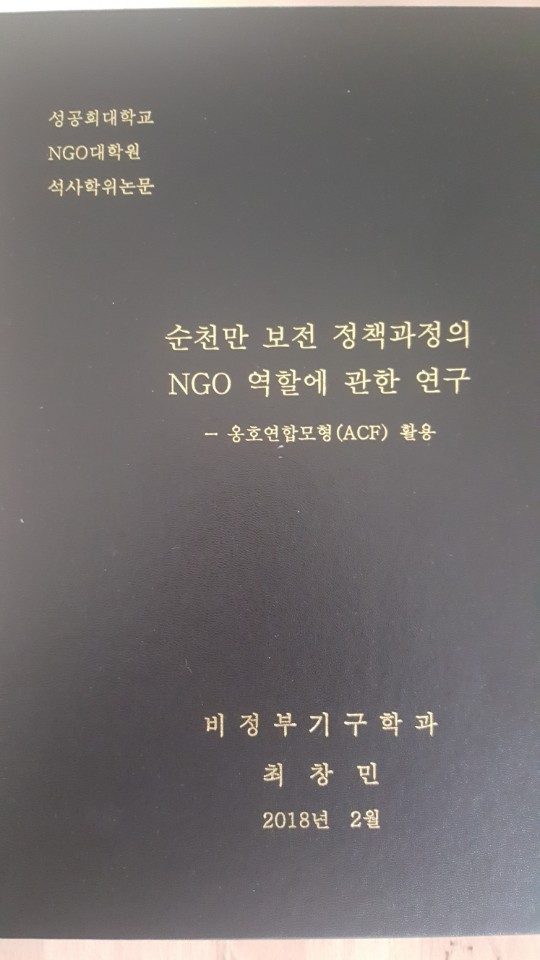 성공회대학교
NGO대학원
석사학위논문
순천만 보전 정책과정의
NGO 역할에 관한 연구
- 옹호연합모형(ACF) 활용
비정부기구학과
최 창 민
2018년 2월